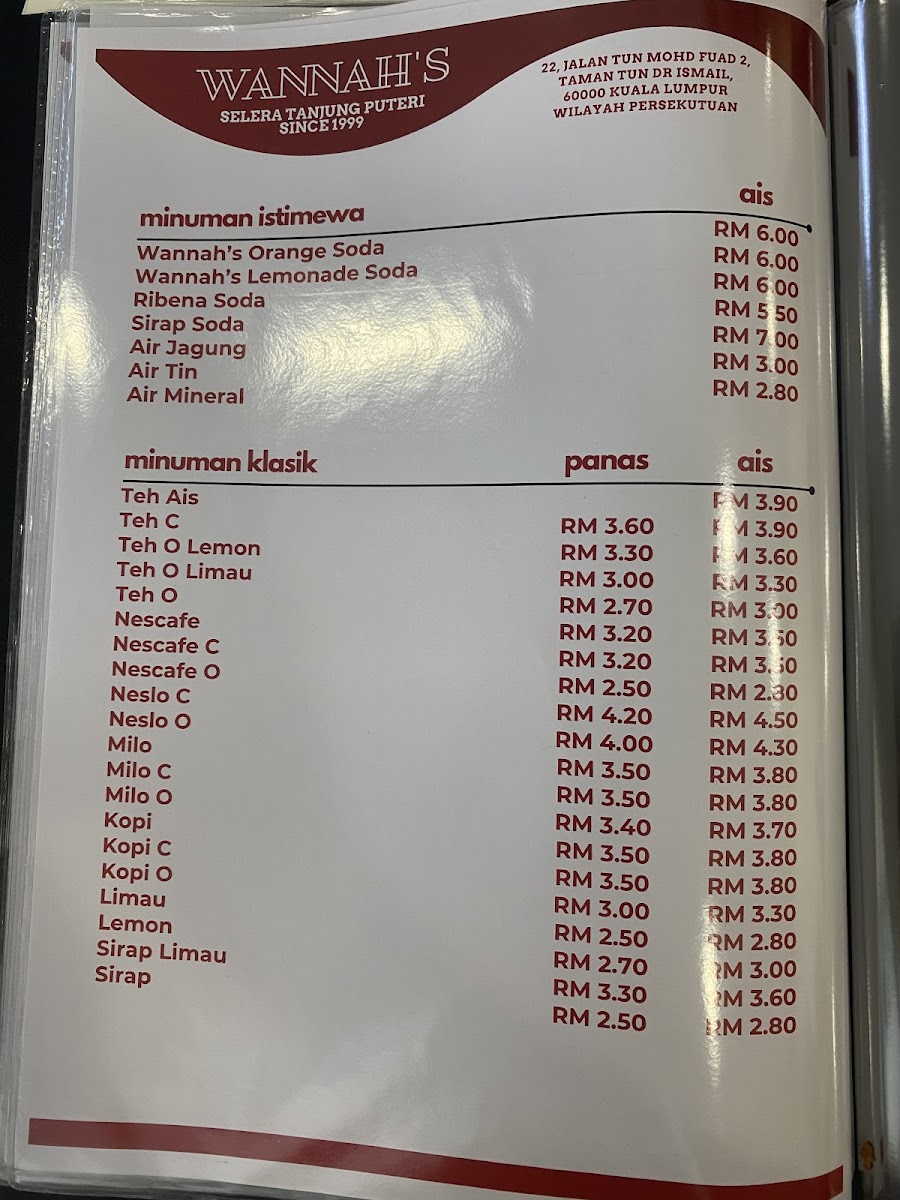 WANNAH'S
SELERA TANJUNG PUTERI
SINCE 1999
22, JALAN TUN MOHD FUAD 2,
TAMAN TUN DR ISMAIL,
60000 KUALA LUMPUR
WILAYAH PERSEKUTUAN
minuman istimewa ais
Wannah's Orange Soda RM 6.00
Wannah's Lemonade Soda RM 6.00
Ribena Soda RM 6.00
Sirap Soda RM 5.50
Air Jagung RM 7.00
Air Tin RM 3.00
Air Mineral RM 2.80
minuman klasik panas ais
Teh Ais RM 3.90
Teh C RM 3.60 RM 3.90
Teh O Lemon RM 3.30 RM 3.60
Teh O Limau RM 3.00 RM 3.30
Teh O RM 2.70 RM 3.00
Nescafe RM 3.20 RM 3.50
Nescafe C RM 3.20 RM 3.50
Nescafe O RM 2.50 RM 2.80
Neslo C RM 4.20 RM 4.50
Neslo O RM 4.00 RM 4.30
Milo RM 3.50 RM 3.80
Milo C RM 3.50 RM 3.80
Milo O RM 3.40 RM 3.70
Kopi RM 3.50 RM 3.80
Kopi C RM 3.50 RM 3.80
Kopi O RM 3.00 RM 3.30
Limau RM 2.50 RM 2.80
Lemon RM 2.70 RM 3.00
Sirap Limau RM 3.30 RM 3.60
Sirap RM 2.50 RM 2.80